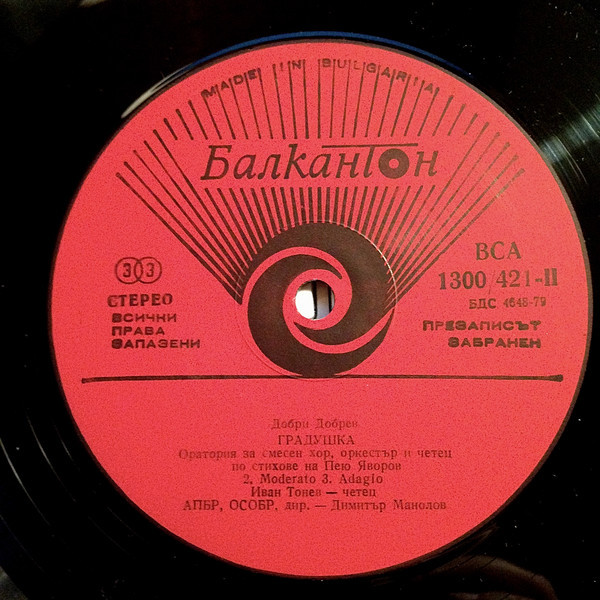 MADE IN BULGARIA
Балкантон
33
СТЕРЕО
ВСИЧКИ
ПРАВА
ЗАПАЗЕНИ
ВСА
1300/421-II
БДС 4648-79
ПРЕЗАПИСЪТ
ЗАБРАНЕН
Добри Добрев
ГРАДУШКА
Оратория за смесен хор, оркестър и четец
по стихове на Пею Яворов
2. Moderato 3. Adagio
Иван Тонев — четец
АПБР, ОСОБР, дир. — Димитър Манолов